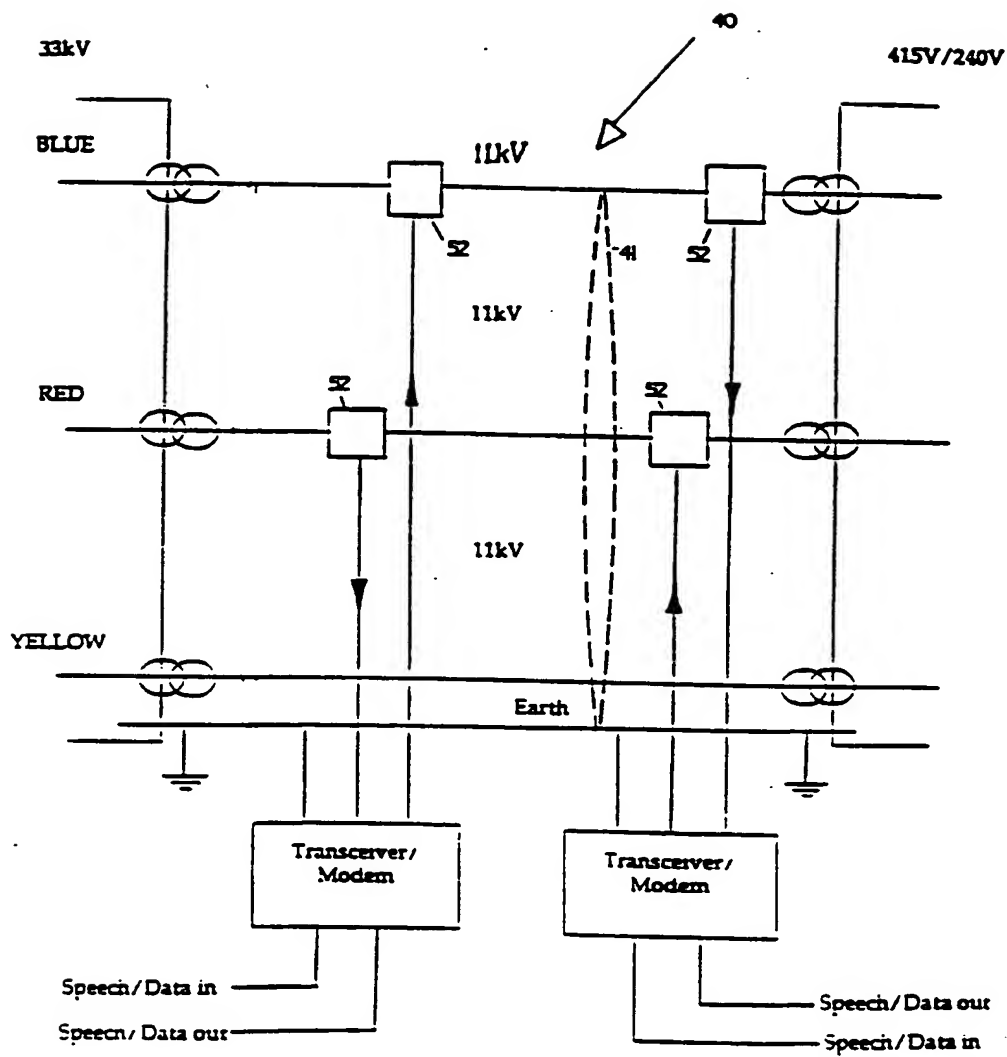 40
33kV
415V/240V
BLUE
11kV
52
41
52
11kV
RED
52
52
11kV
YELLOW
Earth
Transceiver/
Modem
Transceiver/
Modem
Speech/Data in
Speech/Data out
Speech/Data out
Speech/Data in